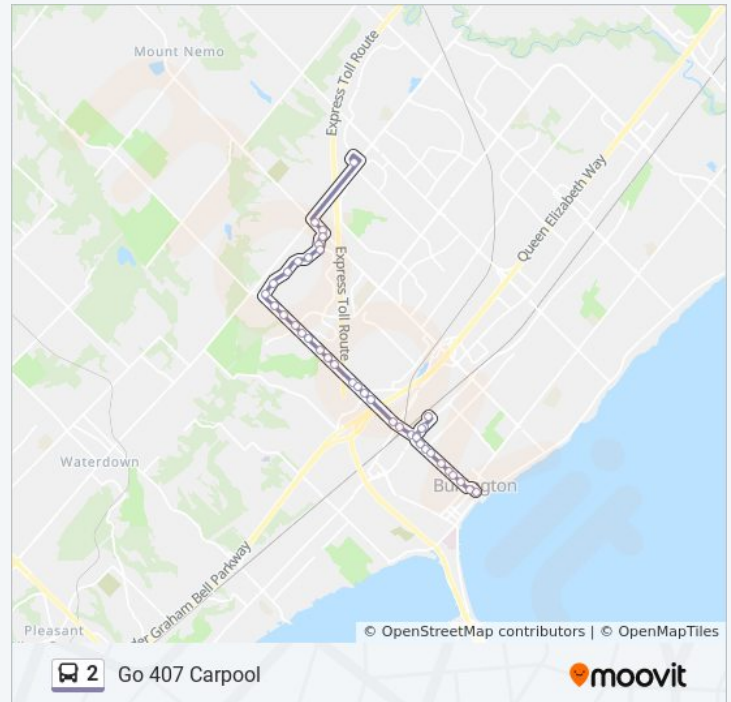 Mount Nemo
Express Toll Route
Queen Elizabeth Way
Express Toll Route
Waterdown
Burlington
der Graham Bell Parkway
Pleasant
© OpenStreetMap contributors | © OpenMapTiles
2 Go 407 Carpool
moovit